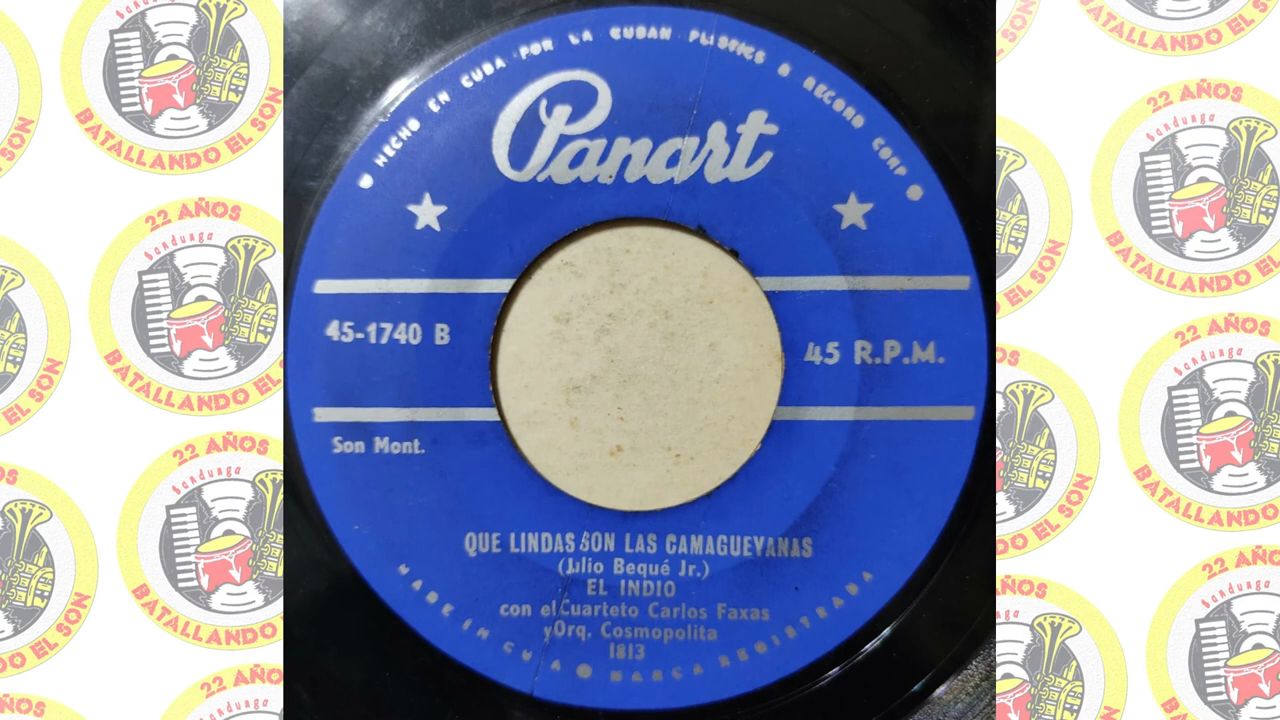 HECHO EN CUBA POR LA CUBAN PLASTICS & RECORD CORP
Panart
45-1740 B
45 R.P.M.
Son Mont.
QUE LINDAS SON LAS CAMAGUEYANAS
(Julio Bequé Jr.)
EL INDIO
con el Cuarteto Carlos Faxas
y Orq. Cosmopolita
1813
MADE IN CUBA MARCA REGISTRADA
22 AÑOS
Sandunga
BATALLANDO EL SON